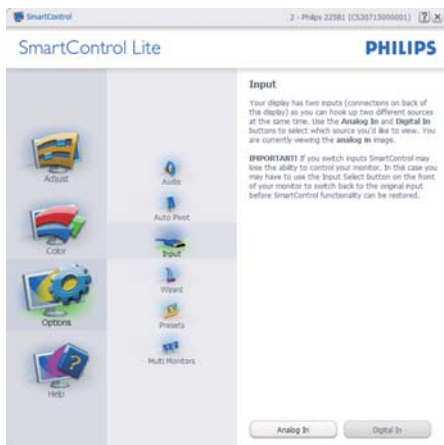 SmartControl
2 - Philips 225B1 (CS30715000001)
SmartControl Lite
PHILIPS
Adjust
Color
Options
Help
Audio
Auto Pivot
Input
Wizard
Presets
Multi Monitors
Input
Your display has two inputs (connections on back of
the display) so you can hook up two different sources
at the same time. Use the Analog In and Digital In
buttons to select which source you'd like to view. You
are currently viewing the analog in image.
IMPORTANT! If you switch inputs SmartControl may
lose the ability to control your monitor. In this case you
may have to use the Input Select button on the front
of your monitor to switch back to the original input
before SmartControl functionality can be restored.
Analog In
Digital In